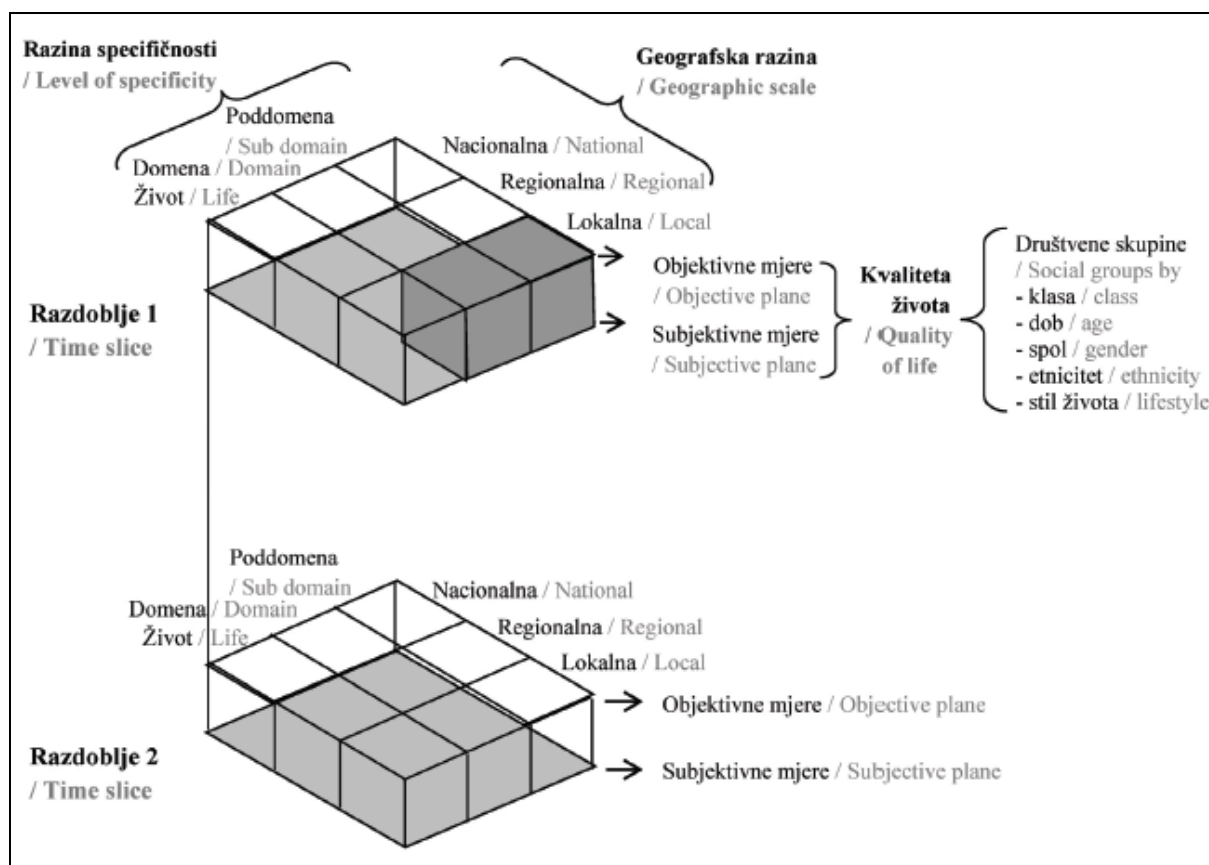 Razina specifičnosti
/ Level of specificity
Geografska razina
/ Geographic scale
Poddomena
/ Sub domain
Domena / Domain
Život / Life
Nacionalna / National
Regionalna / Regional
Lokalna / Local
Razdoblje 1
/ Time slice
Objektivne mjere
/ Objective plane
Subjektivne mjere
/ Subjective plane
Kvaliteta
života
/ Quality
of life
Društvene skupine
/ Social groups by
- klasa / class
- dob / age
- spol / gender
- etnicitet / ethnicity
- stil života / lifestyle
Poddomena
/ Sub domain
Domena / Domain
Život / Life
Nacionalna / National
Regionalna / Regional
Lokalna / Local
Razdoblje 2
/ Time slice
Objektivne mjere / Objective plane
Subjektivne mjere / Subjective plane